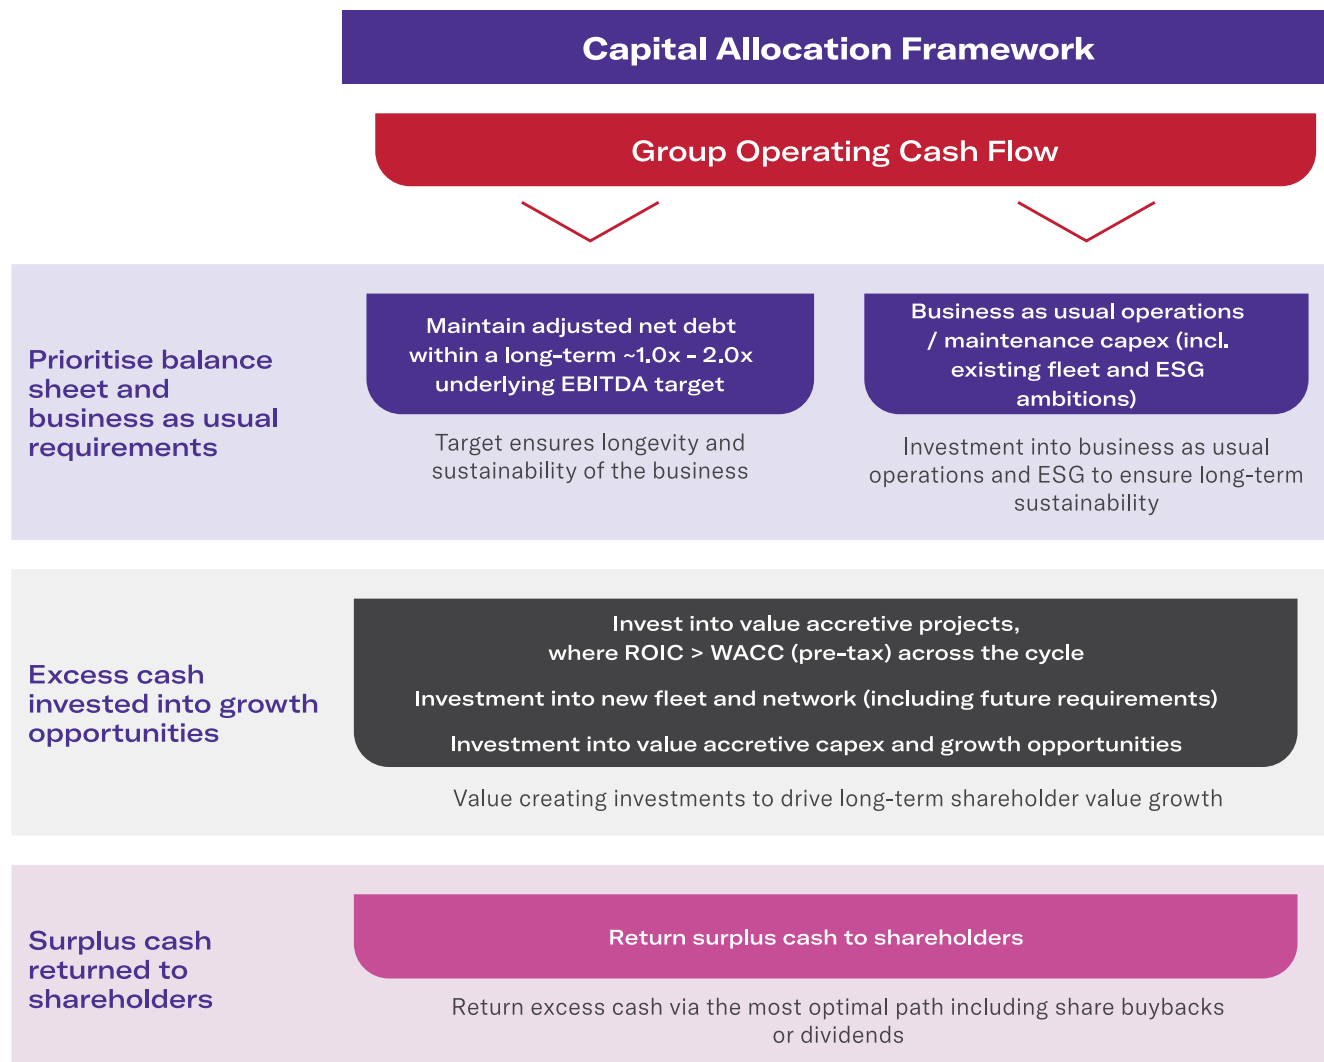 Capital Allocation Framework
Group Operating Cash Flow
Prioritise balance
sheet and
business as usual
requirements
Maintain adjusted net debt
within a long-term ~1.0x - 2.0x
underlying EBITDA target
Target ensures longevity and
sustainability of the business
Business as usual operations
/ maintenance capex (incl.
existing fleet and ESG
ambitions)
Investment into business as usual
operations and ESG to ensure long-term
sustainability
Excess cash
invested into growth
opportunities
Invest into value accretive projects,
where ROIC > WACC (pre-tax) across the cycle
Investment into new fleet and network (including future requirements)
Investment into value accretive capex and growth opportunities
Value creating investments to drive long-term shareholder value growth
Surplus cash
returned to
shareholders
Return surplus cash to shareholders
Return excess cash via the most optimal path including share buybacks
or dividends